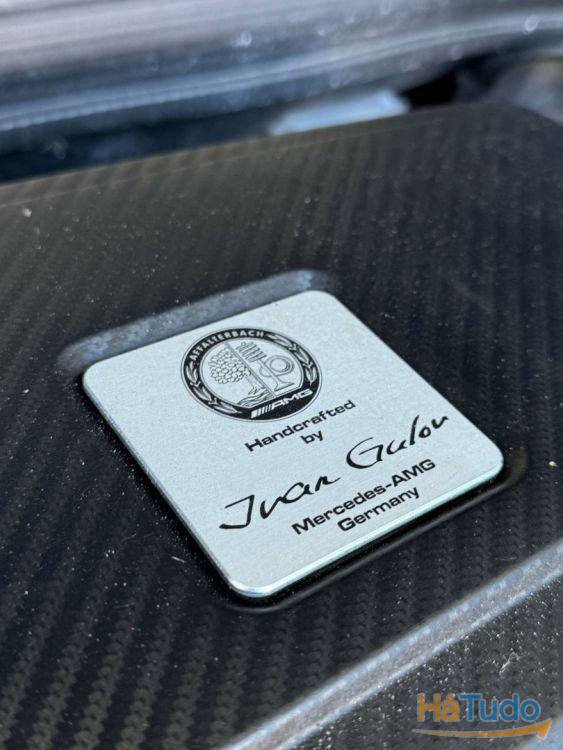 AFFALTERBACH
AMG
Handcrafted
by
Ivan Gulov
Mercedes-AMG
Germany
HáTudo